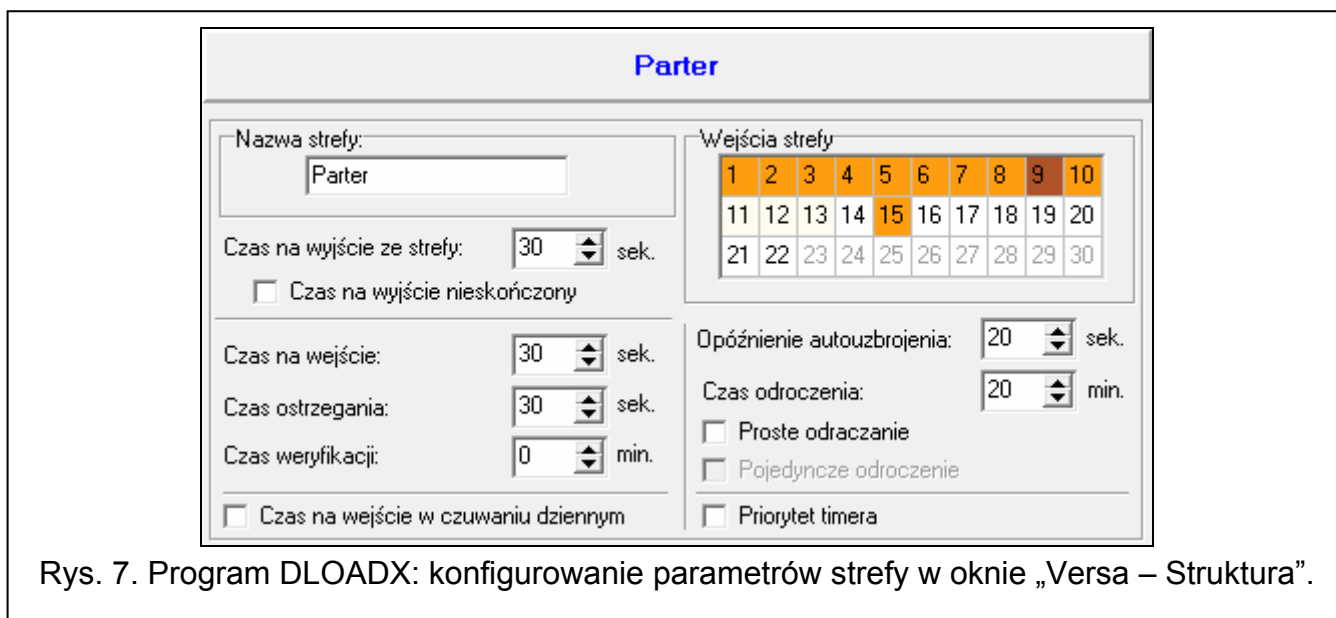 Parter
Nazwa strefy:
Parter
Czas na wyjście ze strefy: 30 sek.
Czas na wyjście nieskończony
Czas na wejście: 30 sek.
Czas ostrzegania: 30 sek.
Czas weryfikacji: 0 min.
Czas na wejście w czuwaniu dziennym
Wejścia strefy
1 2 3 4 5 6 7 8 9 10
11 12 13 14 15 16 17 18 19 20
21 22 23 24 25 26 27 28 29 30
Opóźnienie autouzbrojenia: 20 sek.
Czas odroczenia: 20 min.
Proste odraczanie
Pojedyncze odroczenie
Priorytet timera
Rys. 7. Program DLOADX: konfigurowanie parametrów strefy w oknie „Versa – Struktura”.